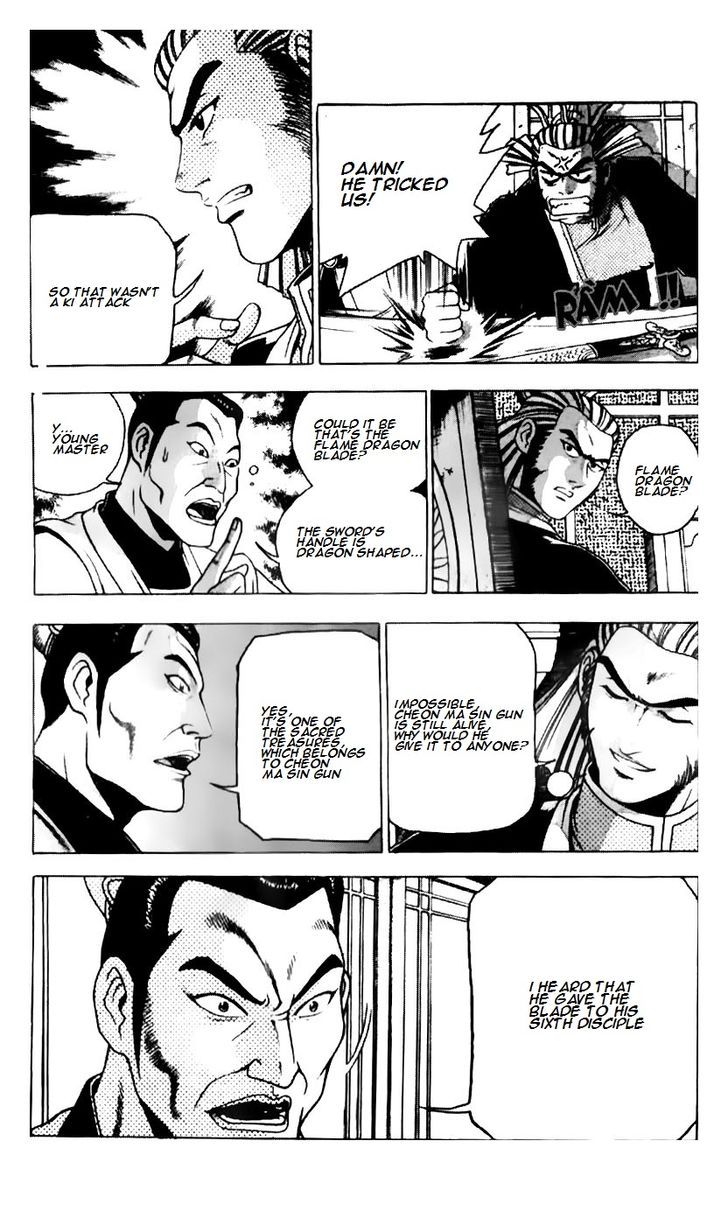 SO THAT WASN'T
A KI ATTACK
DAMN!
HE TRICKED
US!
RẦM !!
Y...
YOUNG
MASTER
COULD IT BE
THAT'S THE
FLAME DRAGON
BLADE?
THE SWORD'S
HANDLE IS
DRAGON SHAPED...
FLAME
DRAGON
BLADE?
YES,
IT'S ONE OF
THE SACRED
TREASURES,
WHICH BELONGS
TO CHEON
MA SIN GUN
IMPOSSIBLE,
CHEON MA SIN GUN
IS STILL ALIVE,
WHY WOULD HE
GIVE IT TO ANYONE?
I HEARD THAT
HE GAVE THE
BLADE TO HIS
SIXTH DISCIPLE